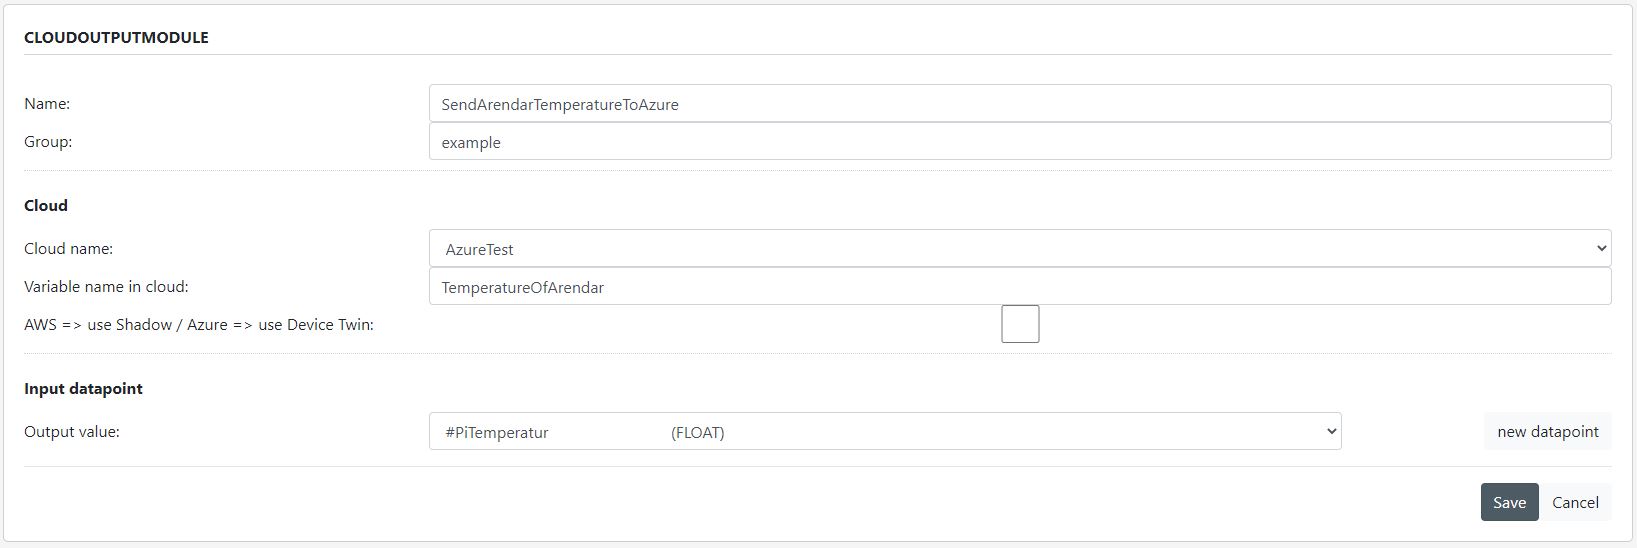 CLOUDOUTPUTMODULE
Name: SendArendarTemperatureToAzure
Group: example
Cloud
Cloud name: AzureTest
Variable name in cloud: TemperatureOfArendar
AWS => use Shadow / Azure => use Device Twin:
Input datapoint
Output value: #PiTemperatur (FLOAT) new datapoint
Save Cancel